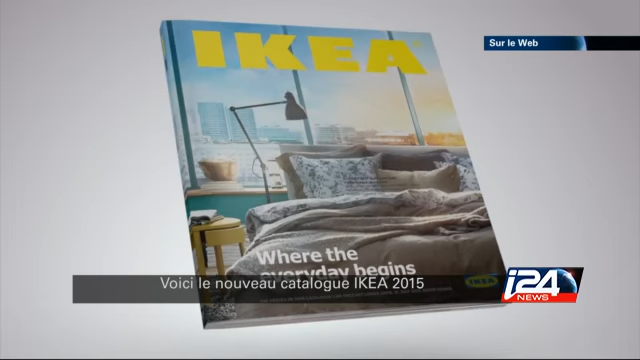 IKEA
Sur le Web
Where the
everyday begins
Voici le nouveau catalogue IKEA 2015
IKEA
i24
NEWS